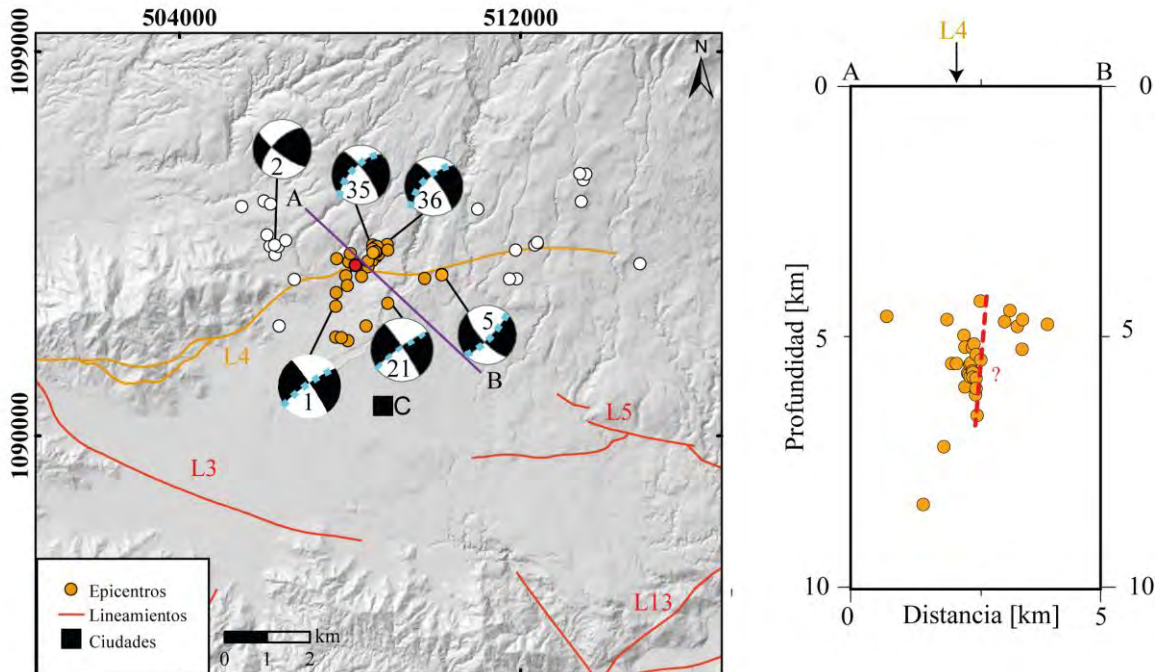 504000
512000
1099000
N
2
35
36
A
5
21
1
B
L4
C
L5
L3
L13
Epicentros
Lineamientos
Ciudades
km
0
1
2
L4
A
B
0
0
Profundidad [km]
5
5
?
10
10
0
Distancia [km]
5
1090000